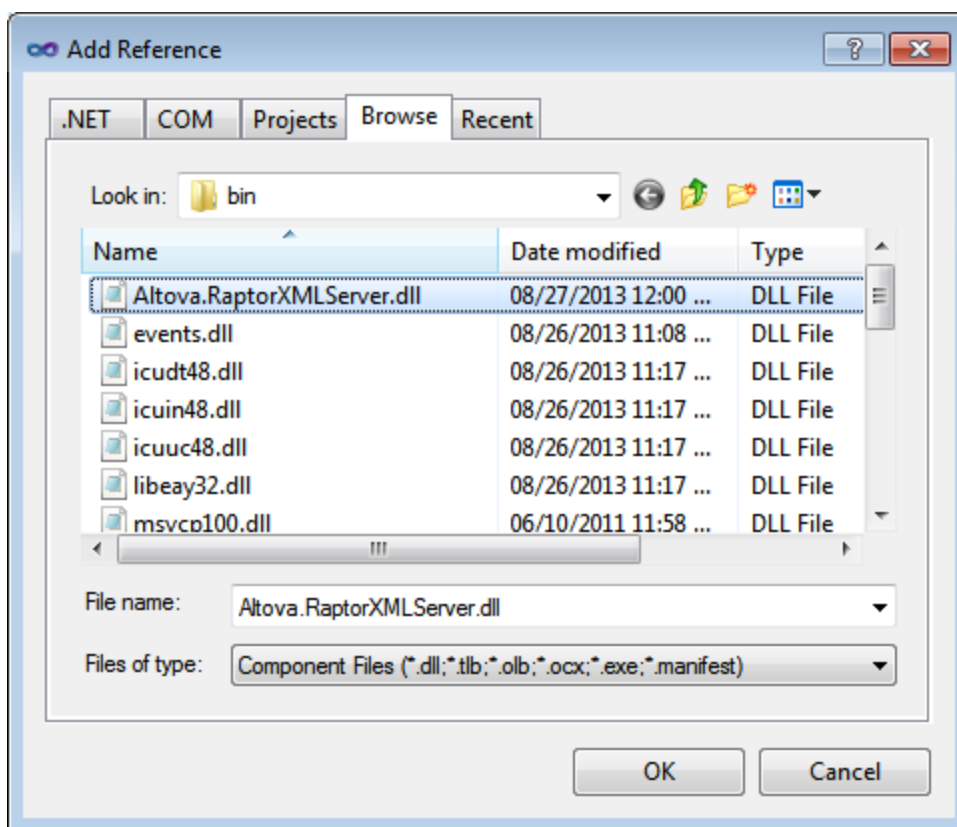 Add Reference
.NET COM Projects Browse Recent
Look in: bin
Name Date modified Type
Altova.RaptorXMLServer.dll 08/27/2013 12:00 ... DLL File
events.dll 08/26/2013 11:08 ... DLL File
icudt48.dll 08/26/2013 11:17 ... DLL File
icuin48.dll 08/26/2013 11:17 ... DLL File
icuuc48.dll 08/26/2013 11:17 ... DLL File
libeay32.dll 08/26/2013 11:17 ... DLL File
msvcp100.dll 06/10/2011 11:58 ... DLL File
File name: Altova.RaptorXMLServer.dll
Files of type: Component Files (*.dll;*.tlb;*.olb;*.ocx;*.exe;*.manifest)
OK Cancel